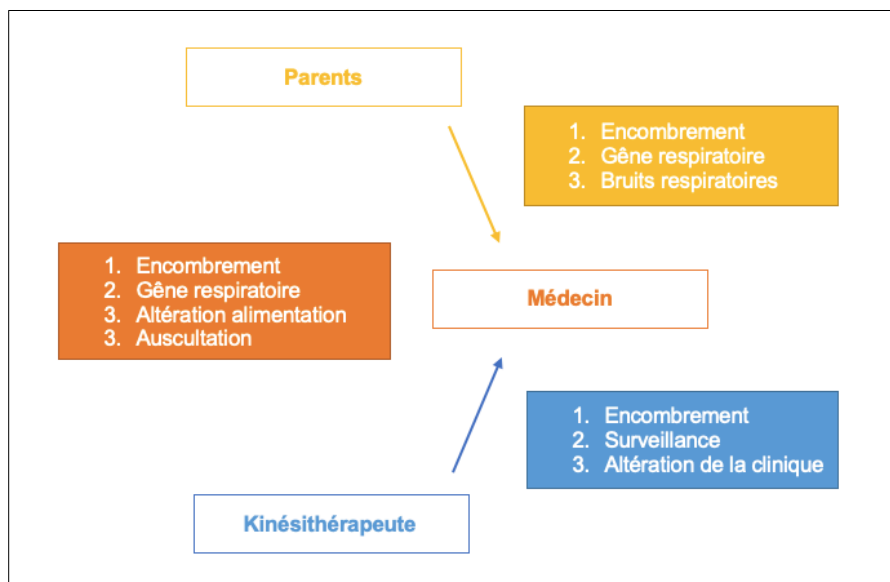 Parents
1. Encombrement
2. Gêne respiratoire
3. Bruits respiratoires
1. Encombrement
2. Gêne respiratoire
3. Altération alimentation
3. Auscultation
Médecin
1. Encombrement
2. Surveillance
3. Altération de la clinique
Kinésithérapeute